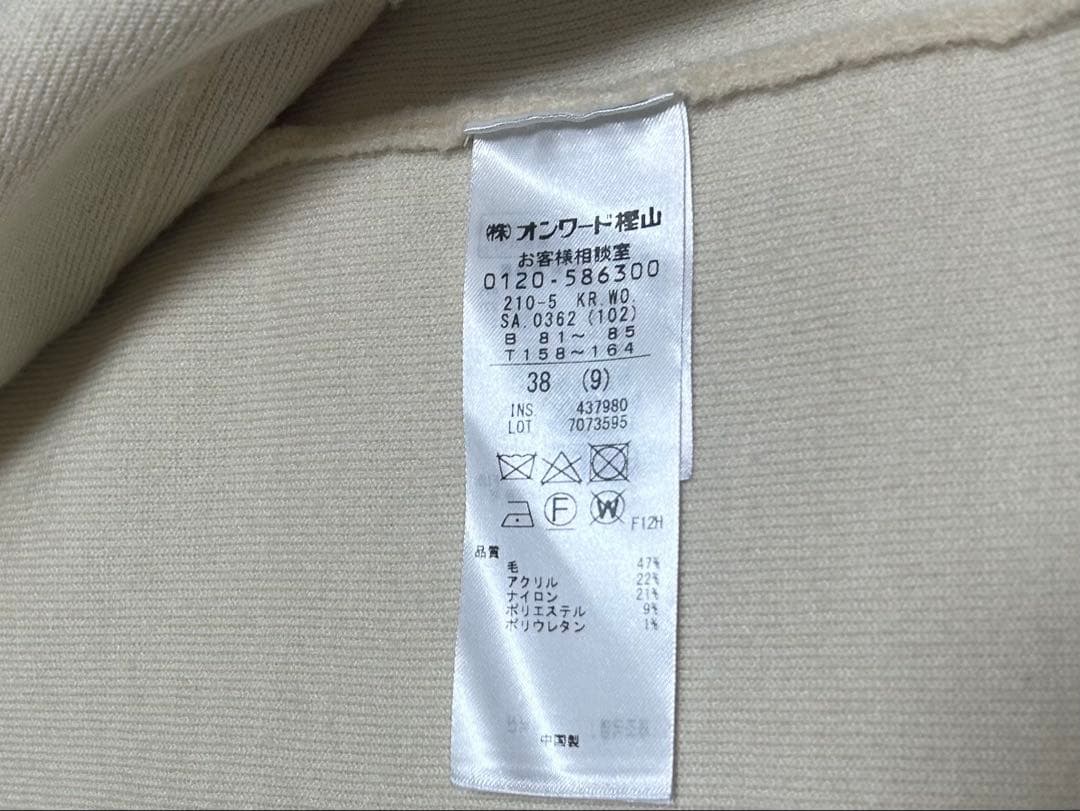 ㈱オンワード樫山
お客様相談室
0120-586300
210-5 KR.WO.
SA.0362 (102)
B 81～ 85
T158～164
38 (9)
INS. 437980
LOT 7073595
F
W
F12H
品質
毛 47%
アクリル 22%
ナイロン 21%
ポリエステル 9%
ポリウレタン 1%
中国製